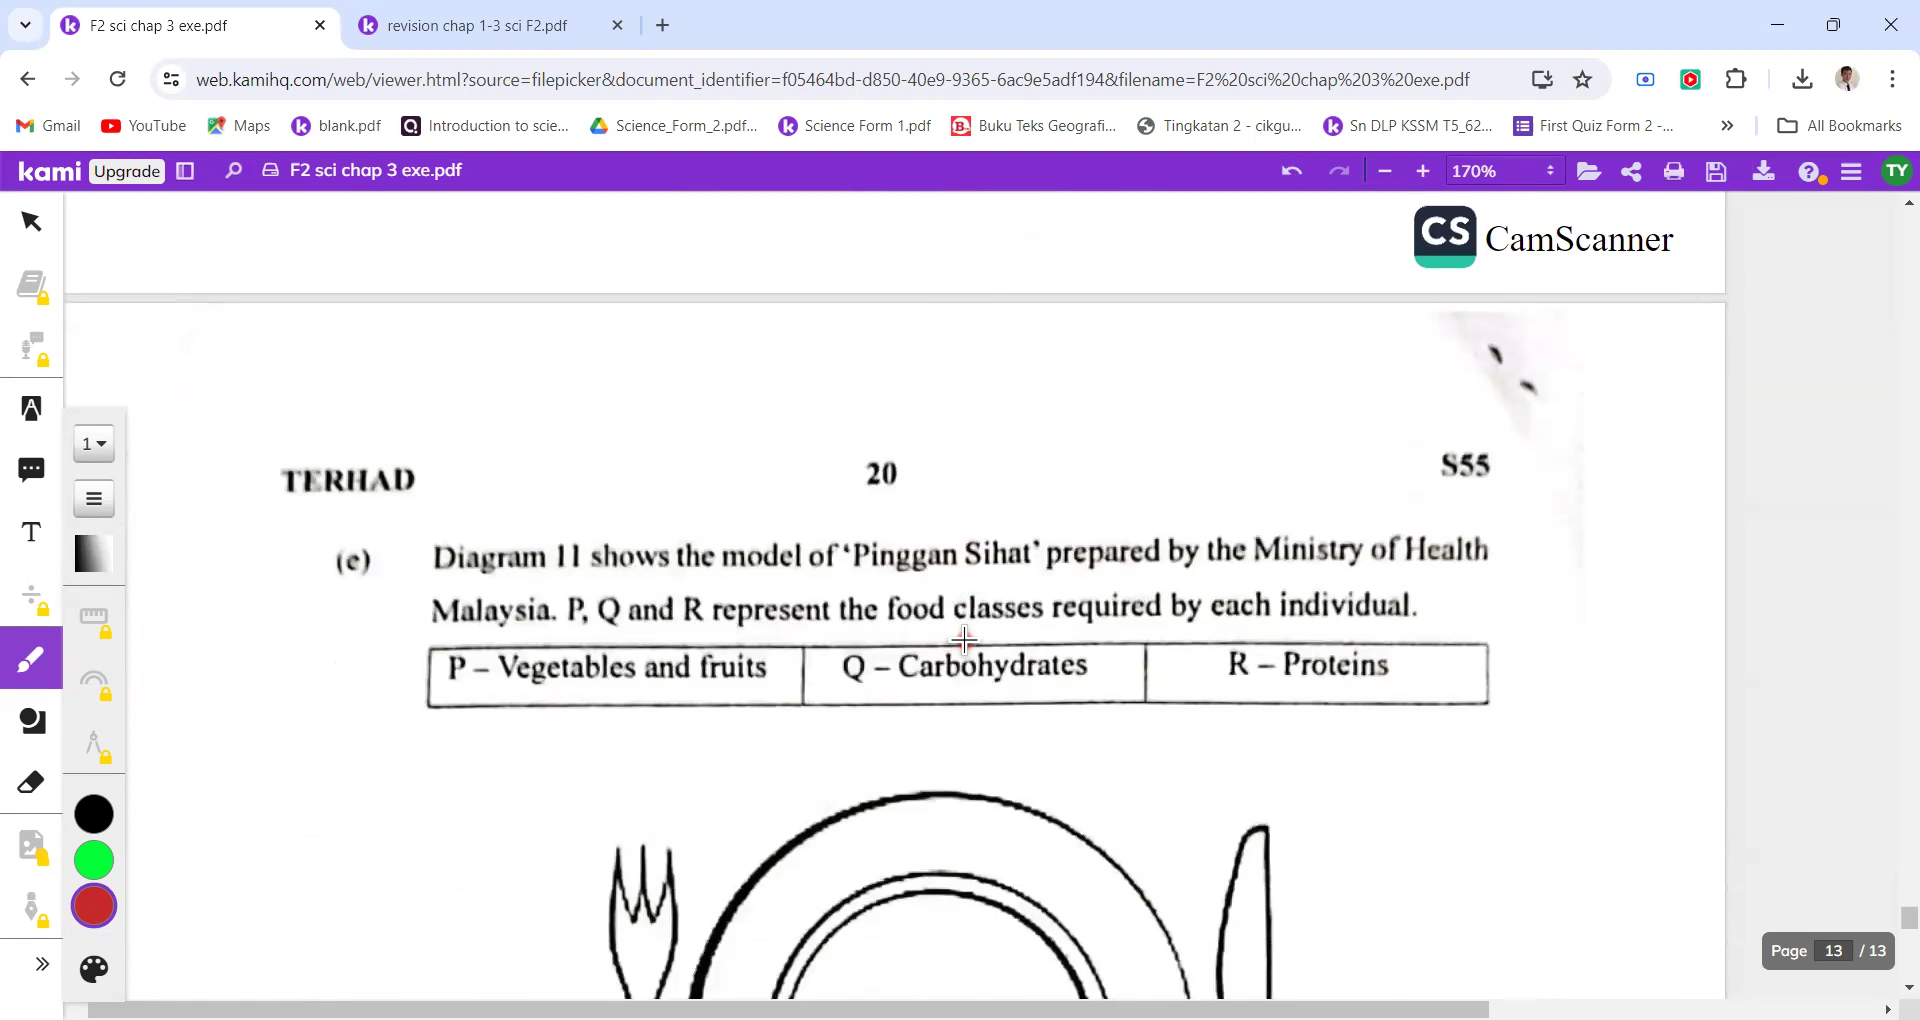 F2 sci chap 3 exe.pdf
revision chap 1-3 sci F2.pdf
web.kamihq.com/web/viewer.html?source=filepicker&document_identifier=f05464bd-d850-40e9-9365-6ac9e5adf194&filename=F2%20sci%20chap%203%20exe.pdf
Gmail
YouTube
Maps
blank.pdf
Introduction to scie...
Science_Form_2.pdf...
Science Form 1.pdf
Buku Teks Geografi...
Tingkatan 2 - cikgu...
Sn DLP KSSM T5_62...
First Quiz Form 2 -...
All Bookmarks
kami Upgrade F2 sci chap 3 exe.pdf
170%
TY
CS CamScanner
TERHAD 20 S55
(e) Diagram 11 shows the model of 'Pinggan Sihat' prepared by the Ministry of Health
Malaysia. P, Q and R represent the food classes required by each individual.
P – Vegetables and fruits Q – Carbohydrates R – Proteins
1
T
Page 13 / 13